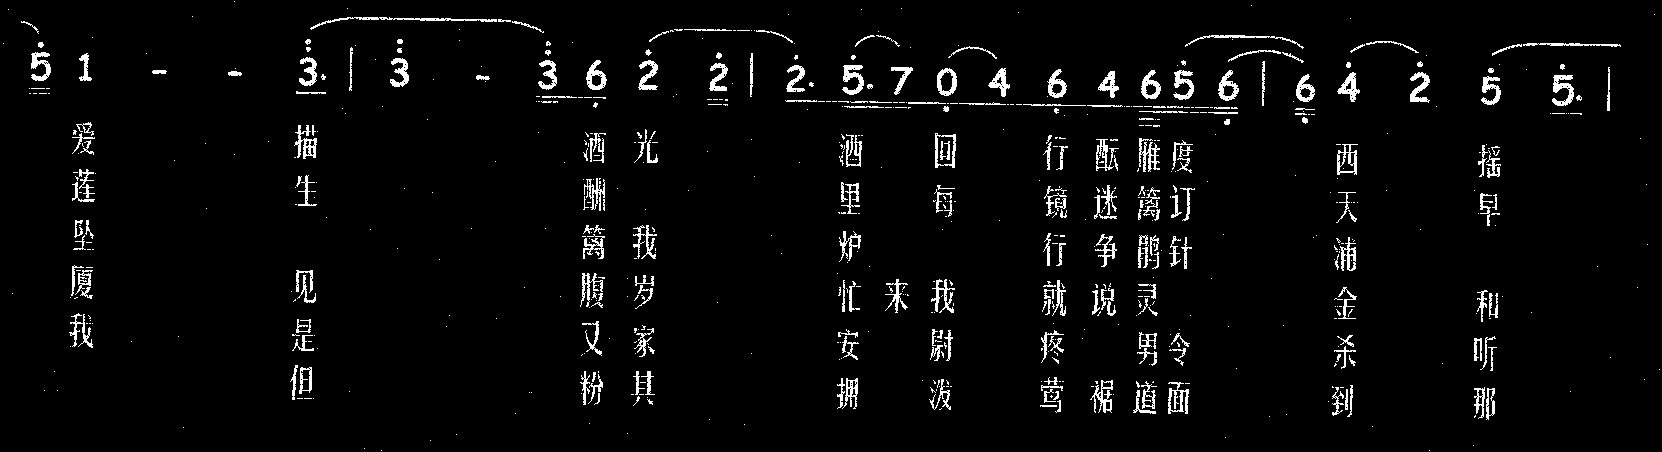 5 1 - - 3. | 3 - 3 6 2 2 | 2. 5. 7 0 4 6 4 6 5 6 | 6 4 2 5 5. |
爱 描 酒 光 酒 回 行 酝 雁 度 西 摇
莲 生 酬 里 每 镜 迷 篱 订 天 早
坠 篱 我 炉 行 争 鹃 针 浦
厦 见 腹 岁 忙 来 我 就 说 灵 金 和
我 是 又 家 安 尉 疼 男 令 杀 听
但 粉 其 拥 泼 莺 裾 道 面 到 那